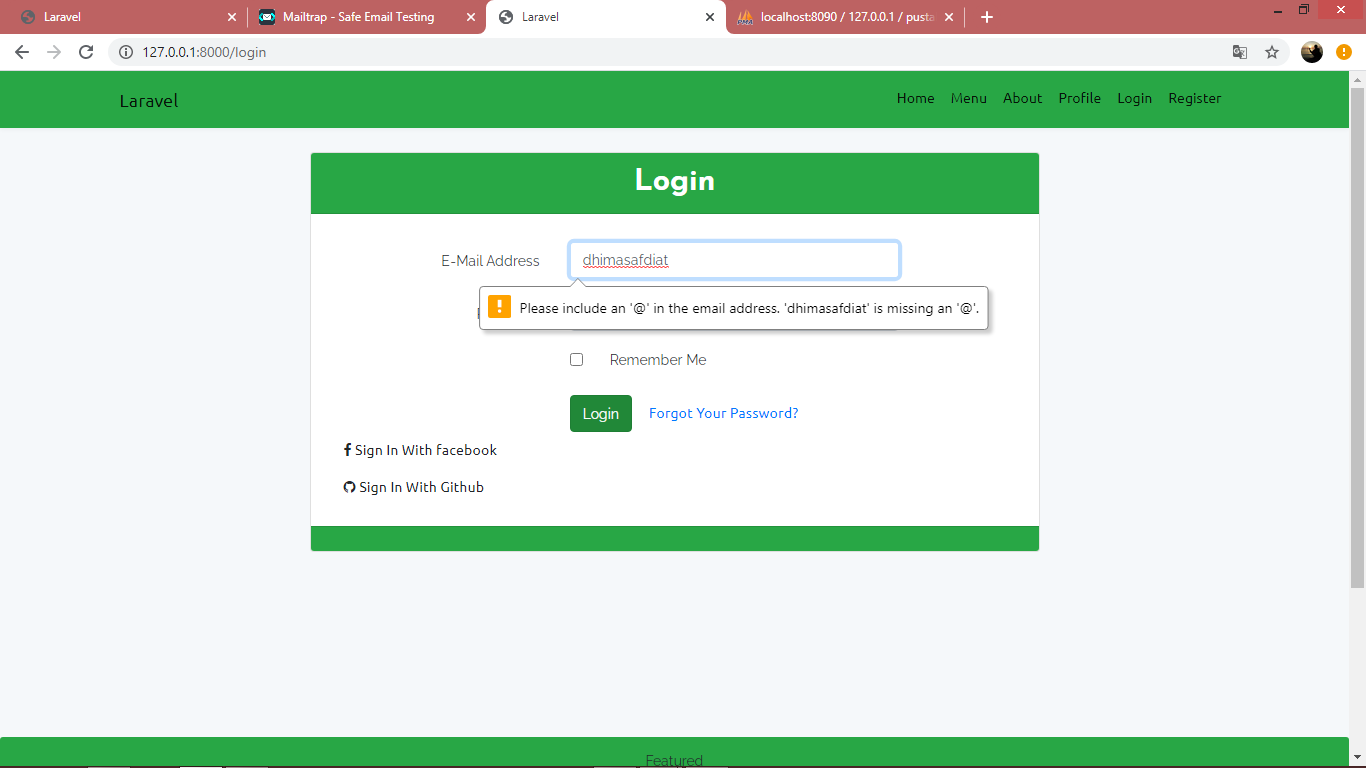 Laravel
Mailtrap - Safe Email Testing
Laravel
localhost:8090 / 127.0.0.1 /
127.0.0.1:8000/login
Laravel
Home Menu About Profile Login Register
Login
E-Mail Address
dhimasafdiat
Please include an '@' in the email address. 'dhimasafdiat' is missing an '@'.
Remember Me
Login Forgot Your Password?
Sign In With facebook
Sign In With Github
Featured